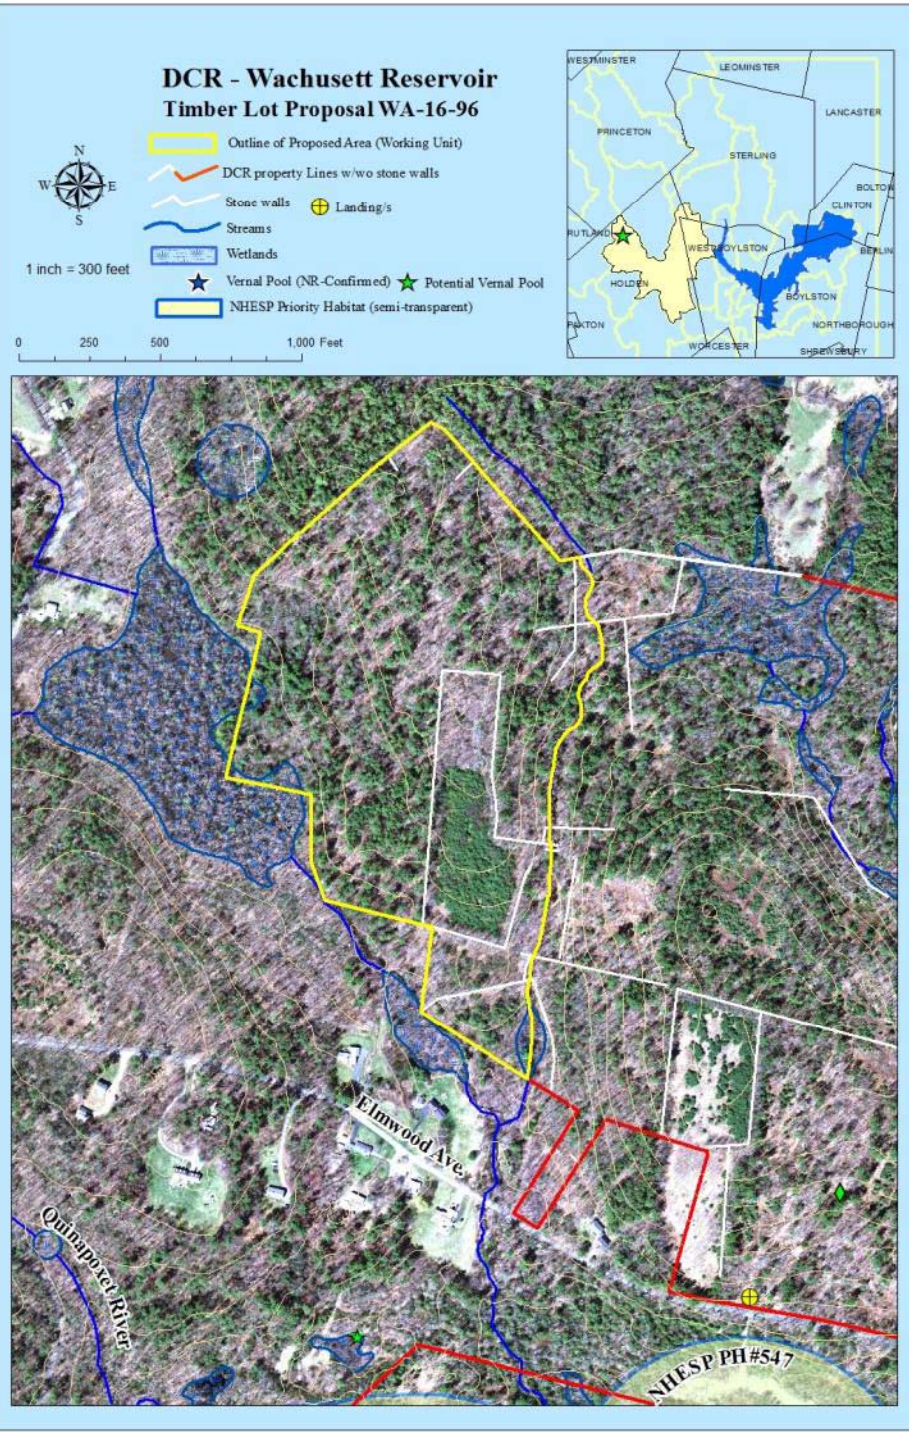 DCR - Wachusett Reservoir
Timber Lot Proposal WA-16-96
Outline of Proposed Area (Working Unit)
DCR property Lines w/wo stone walls
Stone walls
Landing/s
Streams
Wetlands
Vernal Pool (NR-Confirmed)
Potential Vernal Pool
NHESP Priority Habitat (semi-transparent)
N
W
E
S
1 inch = 300 feet
0 250 500 1,000 Feet
WESTMINSTER
LEOMINSTER
LANCASTER
PRINCETON
STERLING
BOLTON
CLINTON
RUTLAND
WEST BOYLSTON
BERLIN
HOLDEN
BOYLSTON
PAXTON
NORTHBOROUGH
WORCESTER
SHREWSBURY
Elmwood Ave.
Quinapoxet River
NHESP PH#547